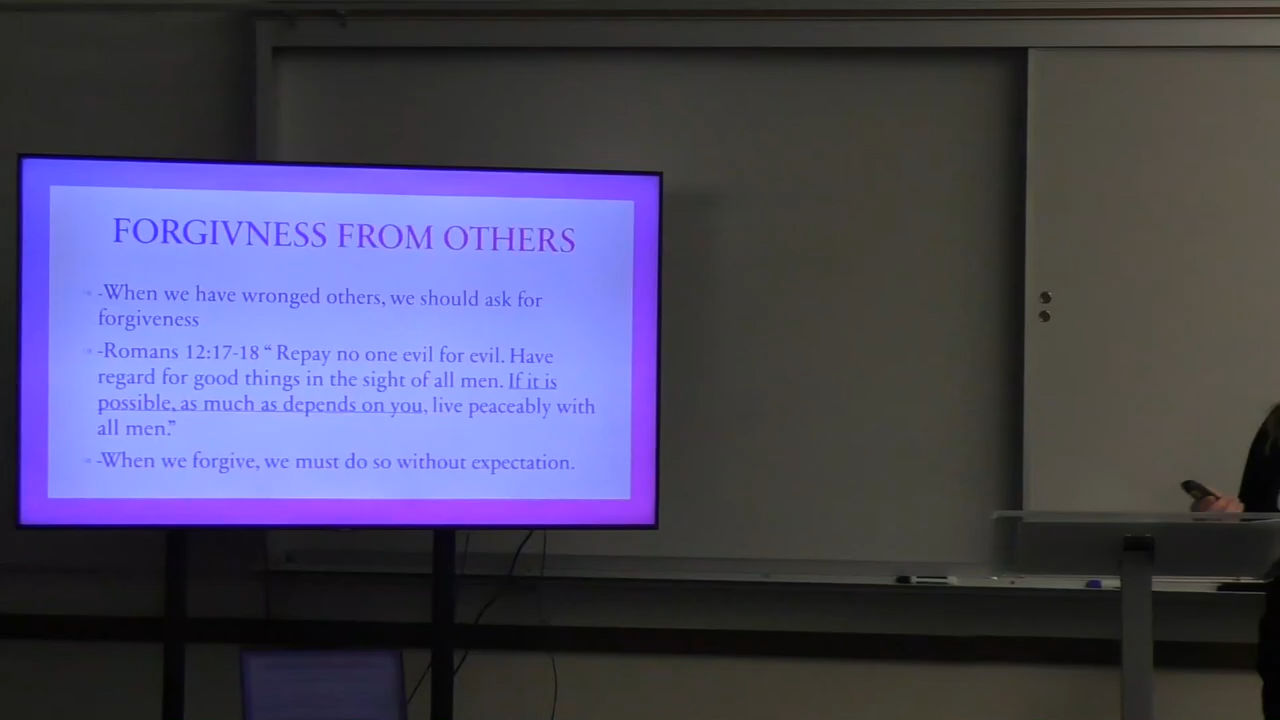 FORGIVNESS FROM OTHERS
-When we have wronged others, we should ask for
forgiveness
-Romans 12:17-18 “ Repay no one evil for evil. Have
regard for good things in the sight of all men. If it is
possible, as much as depends on you, live peaceably with
all men.”
-When we forgive, we must do so without expectation.